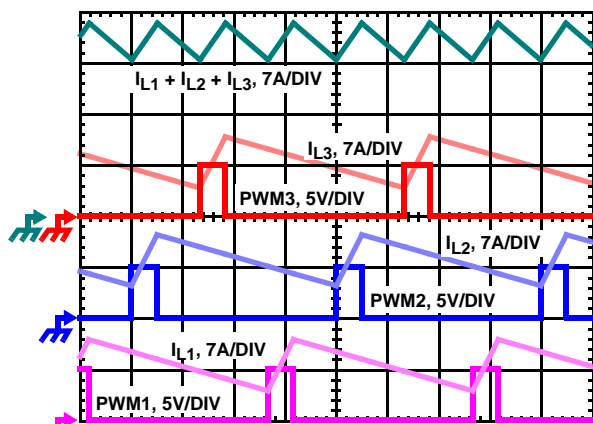 I_L1 + I_L2 + I_L3, 7A/DIV
I_L3, 7A/DIV
PWM3, 5V/DIV
I_L2, 7A/DIV
PWM2, 5V/DIV
I_L1, 7A/DIV
PWM1, 5V/DIV